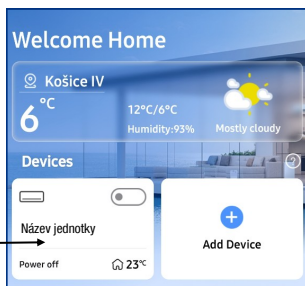 Welcome Home
Košice IV
6°C
12°C/6°C
Humidity:93%
Mostly cloudy
Devices
Názov jednotky
Power off
23°C
Add Device